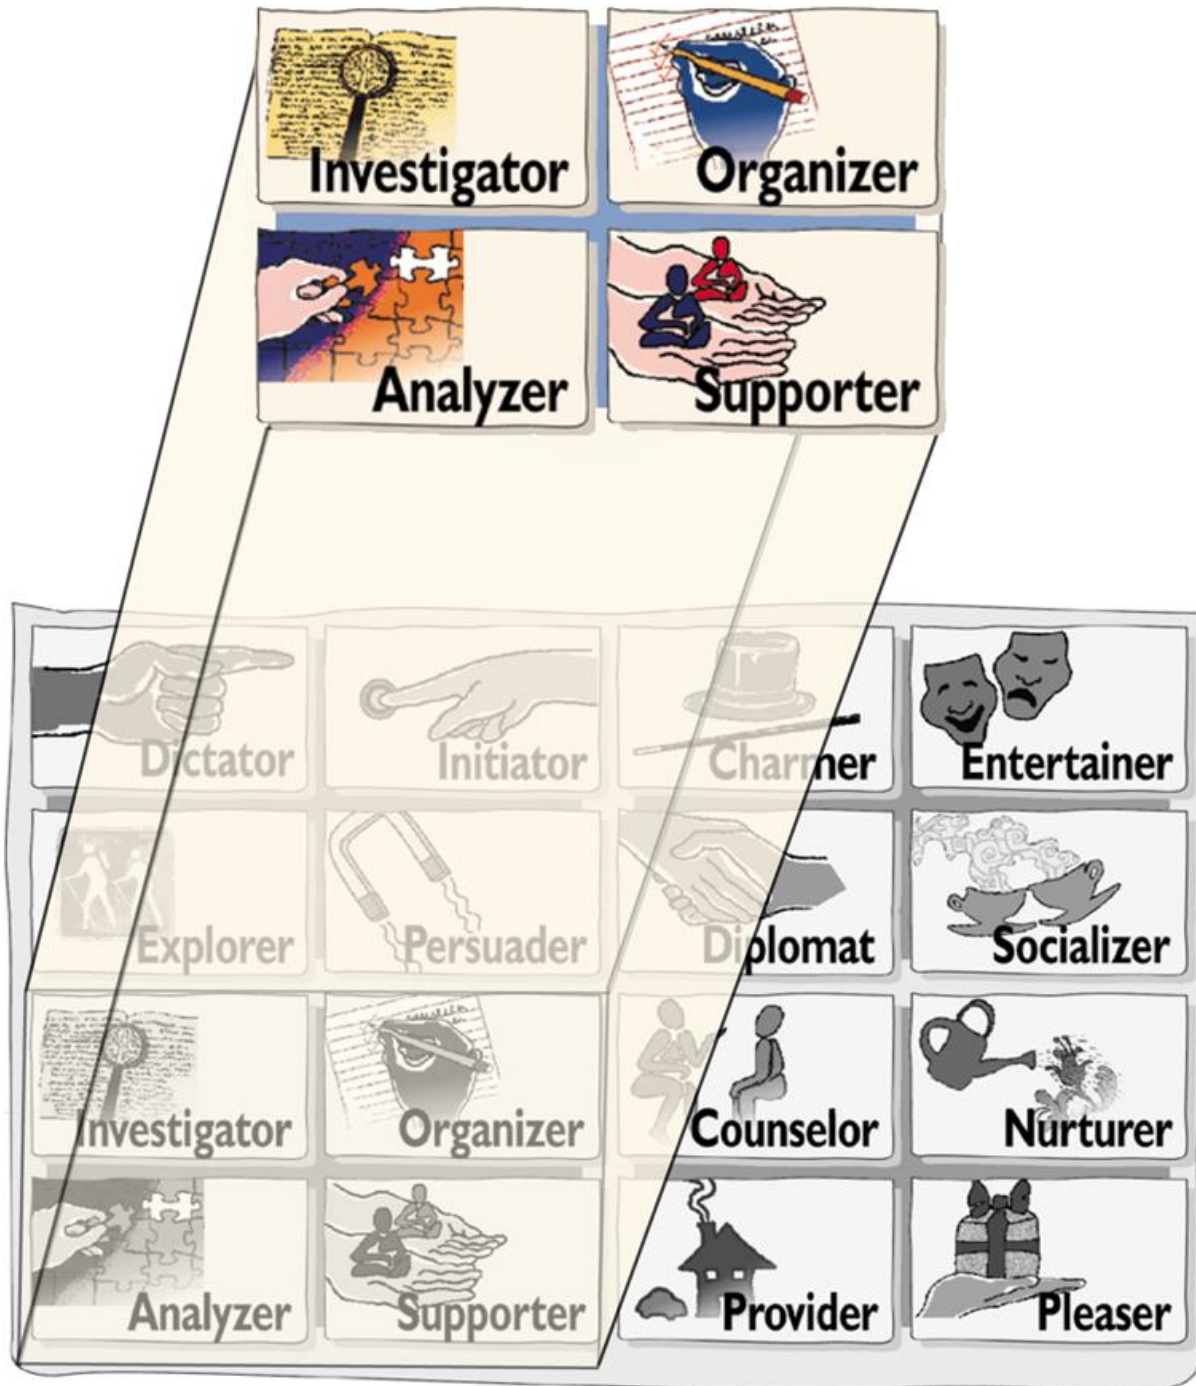 Investigator
Organizer
Analyzer
Supporter
Dictator
Initiator
Charmer
Entertainer
Explorer
Persuader
Diplomat
Socializer
Investigator
Organizer
Counselor
Nurturer
Analyzer
Supporter
Provider
Pleaser